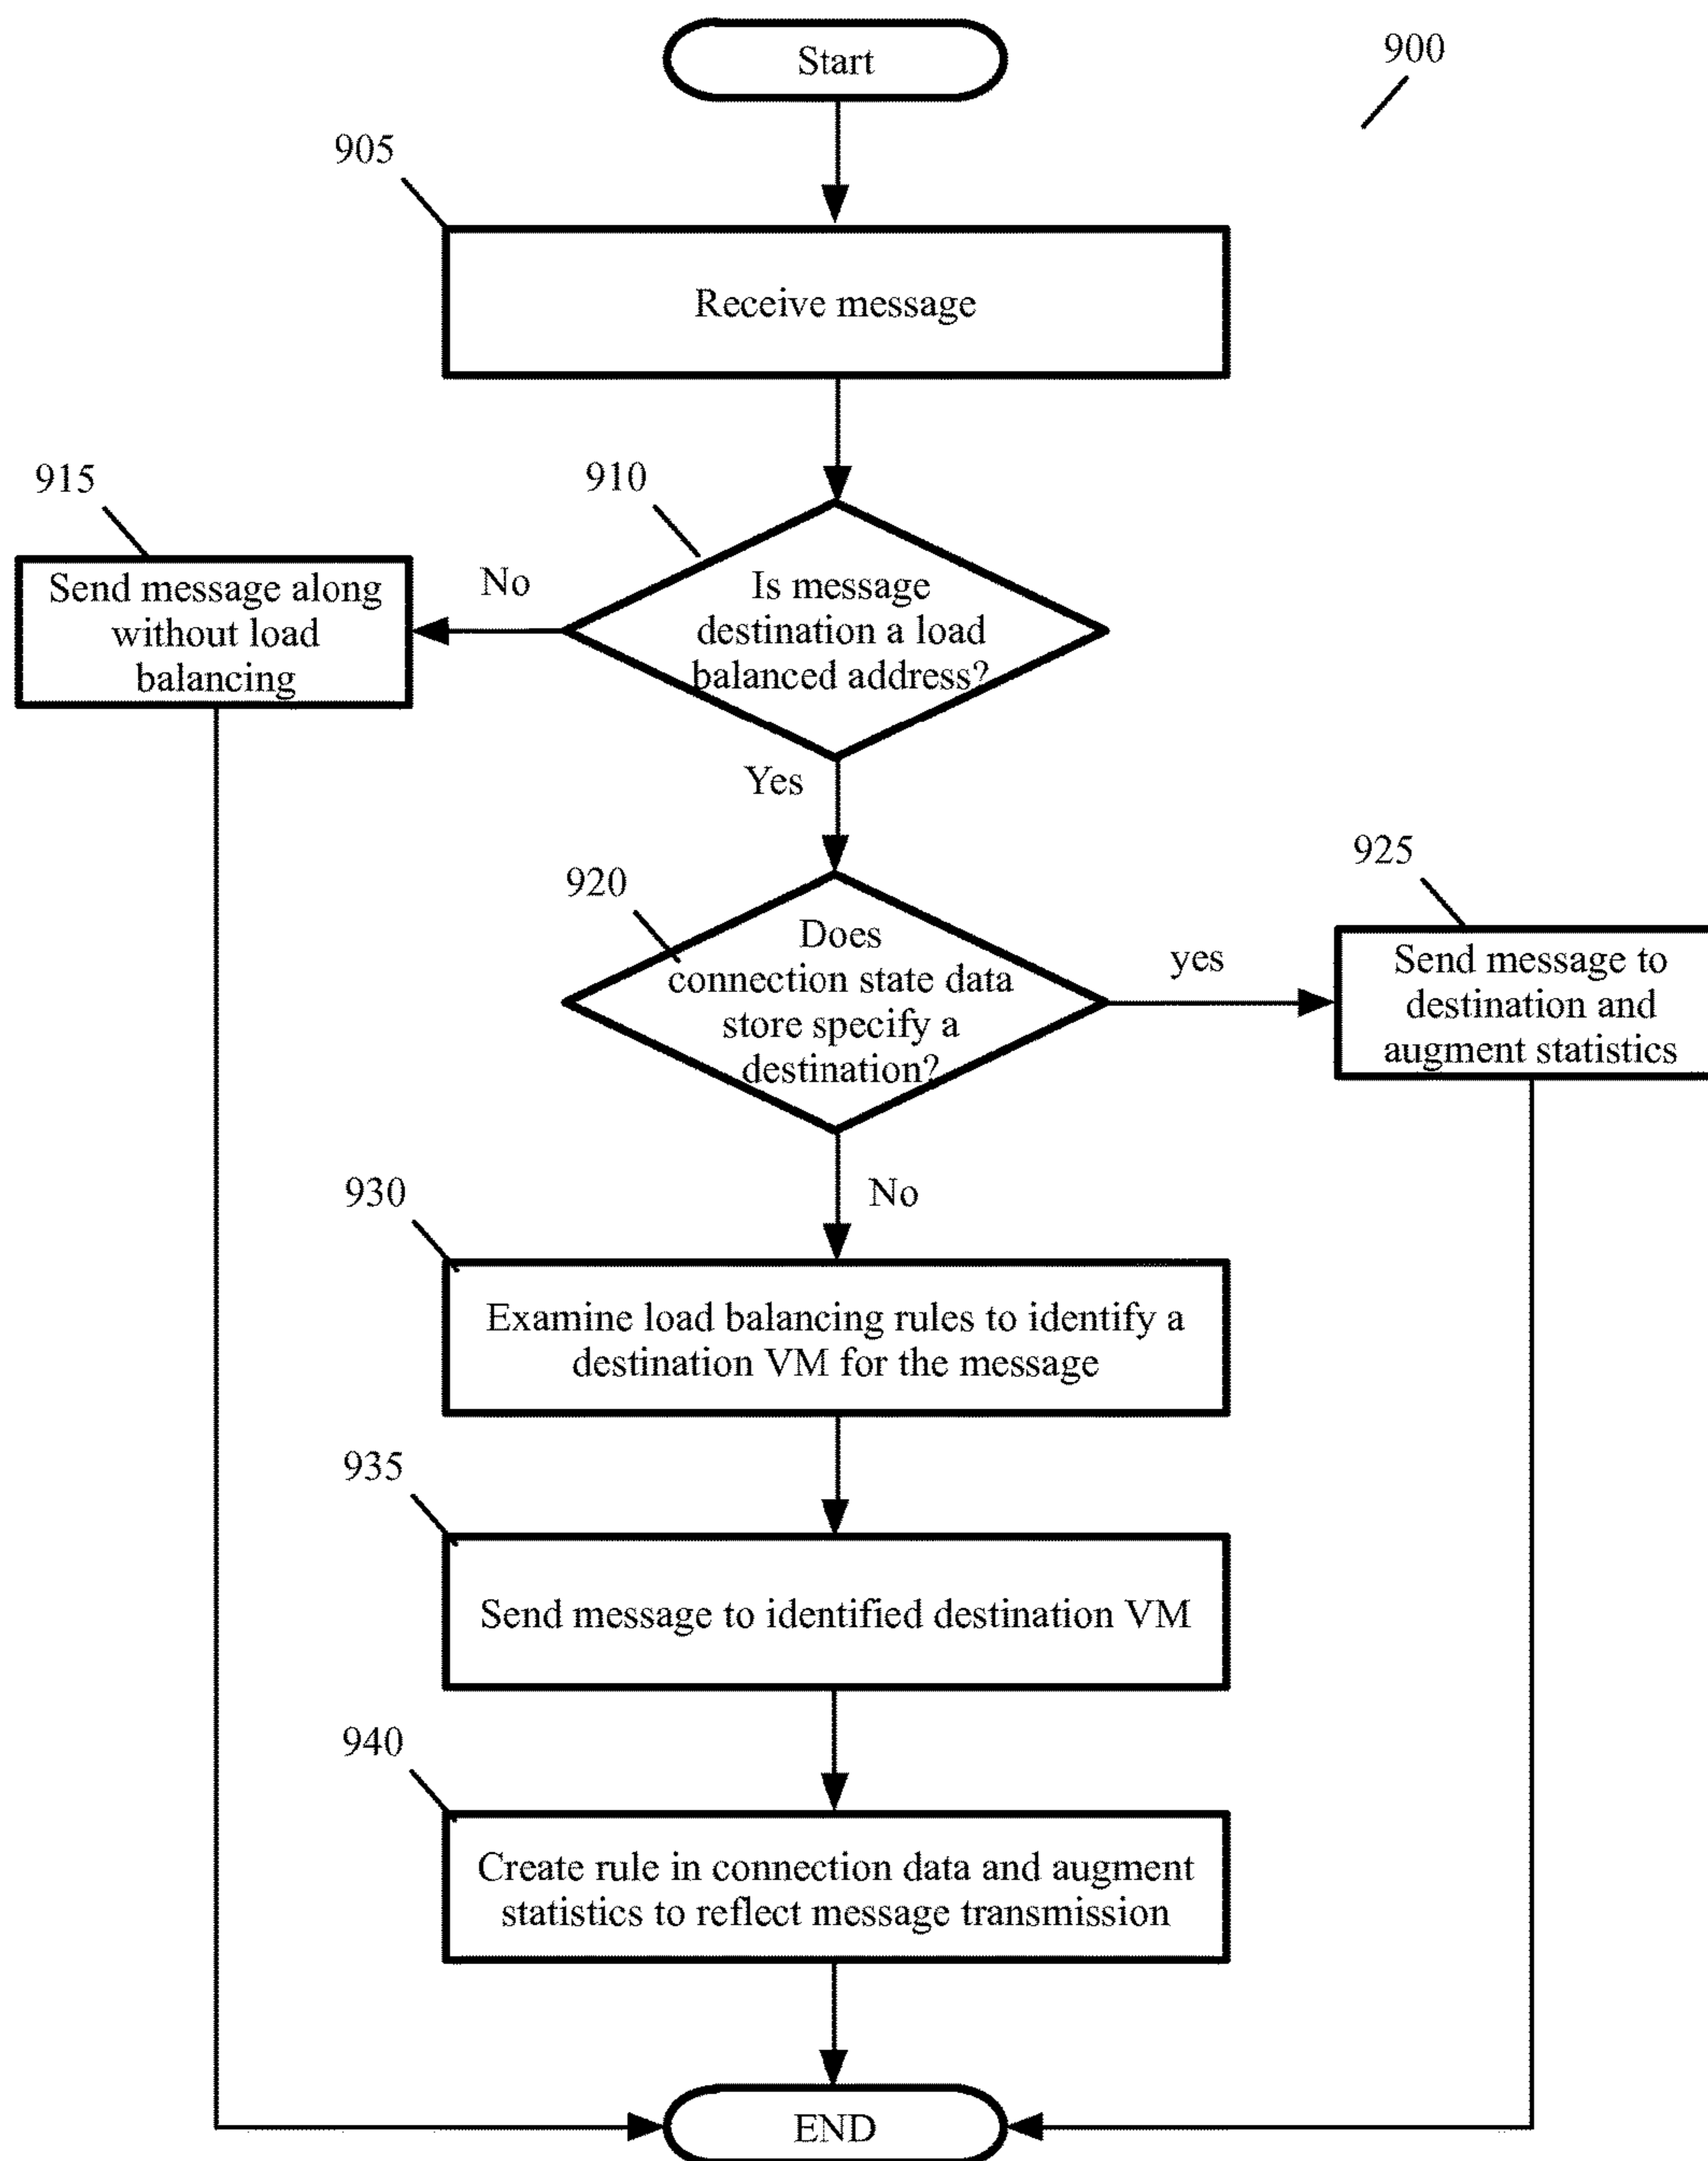 Start
900
905
Receive message
915
910
Send message along
without load
balancing
No
Is message
destination a load
balanced address?
Yes
920
925
Does
connection state data
store specify a
destination?
yes
Send message to
destination and
augment statistics
930
No
Examine load balancing rules to identify a
destination VM for the message
935
Send message to identified destination VM
940
Create rule in connection data and augment
statistics to reflect message transmission
END